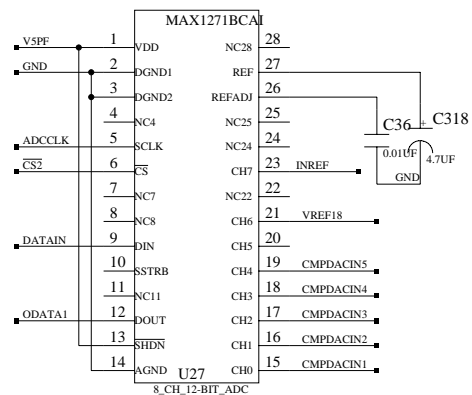 MAX1271BCAI
V5PF 1 VDD NC28 28
GND 2 DGND1 REF 27
3 DGND2 REFADJ 26
4 NC4 NC25 25
ADCCLK 5 SCLK NC24 24
CS2 6 CS CH7 23 INREF
7 NC7 NC22 22
8 NC8 CH6 21 VREF18
DATAIN 9 DIN CH5 20
10 SSTRB CH4 19 CMPDACIN5
11 NC11 CH3 18 CMPDACIN4
ODATA1 12 DOUT CH2 17 CMPDACIN3
13 SHDN CH1 16 CMPDACIN2
14 AGND CH0 15 CMPDACIN1
U27
8_CH_12-BIT_ADC
C36
0.01UF
+
C318
4.7UF
GND